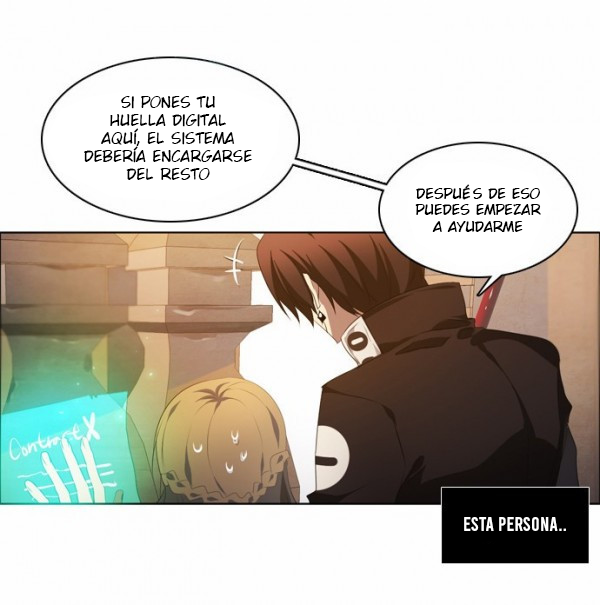 SI PONES TU
HUELLA DIGITAL
AQUÍ, EL SISTEMA
DEBERÍA ENCARGARSE
DEL RESTO
DESPUÉS DE ESO
PUEDES EMPEZAR
A AYUDARME
ESTA PERSONA..